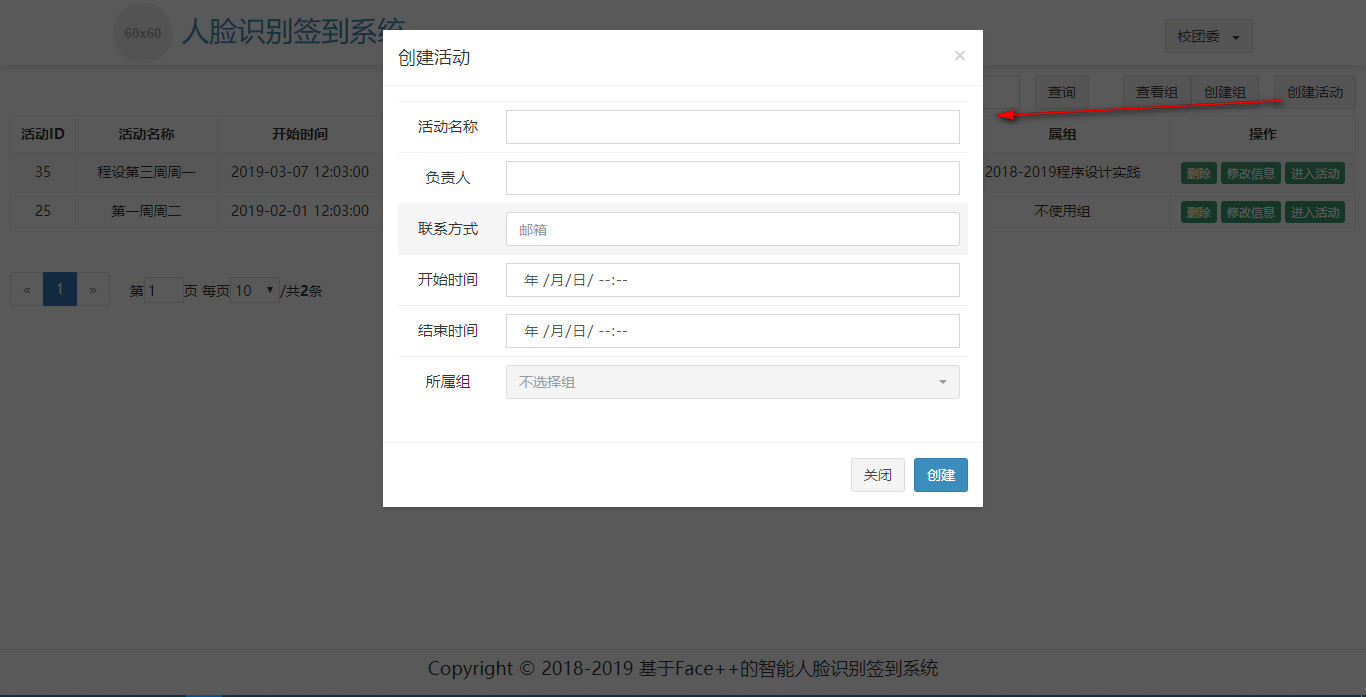 60x60 人脸识别签到系统 校团委
创建活动 ×
查询 查看组 创建组 创建活动
活动ID 活动名称 开始时间 属组 操作
35 程设第三周周一 2019-03-07 12:03:00 2018-2019程序设计实践 删除 修改信息 进入活动
25 第一周周二 2019-02-01 12:03:00 不使用组 删除 修改信息 进入活动
« 1 » 第 1 页 每页 10 /共2条
活动名称
负责人
联系方式 邮箱
开始时间 年 /月/日/ --:--
结束时间 年 /月/日/ --:--
所属组 不选择组
关闭 创建
Copyright © 2018-2019 基于Face++的智能人脸识别签到系统